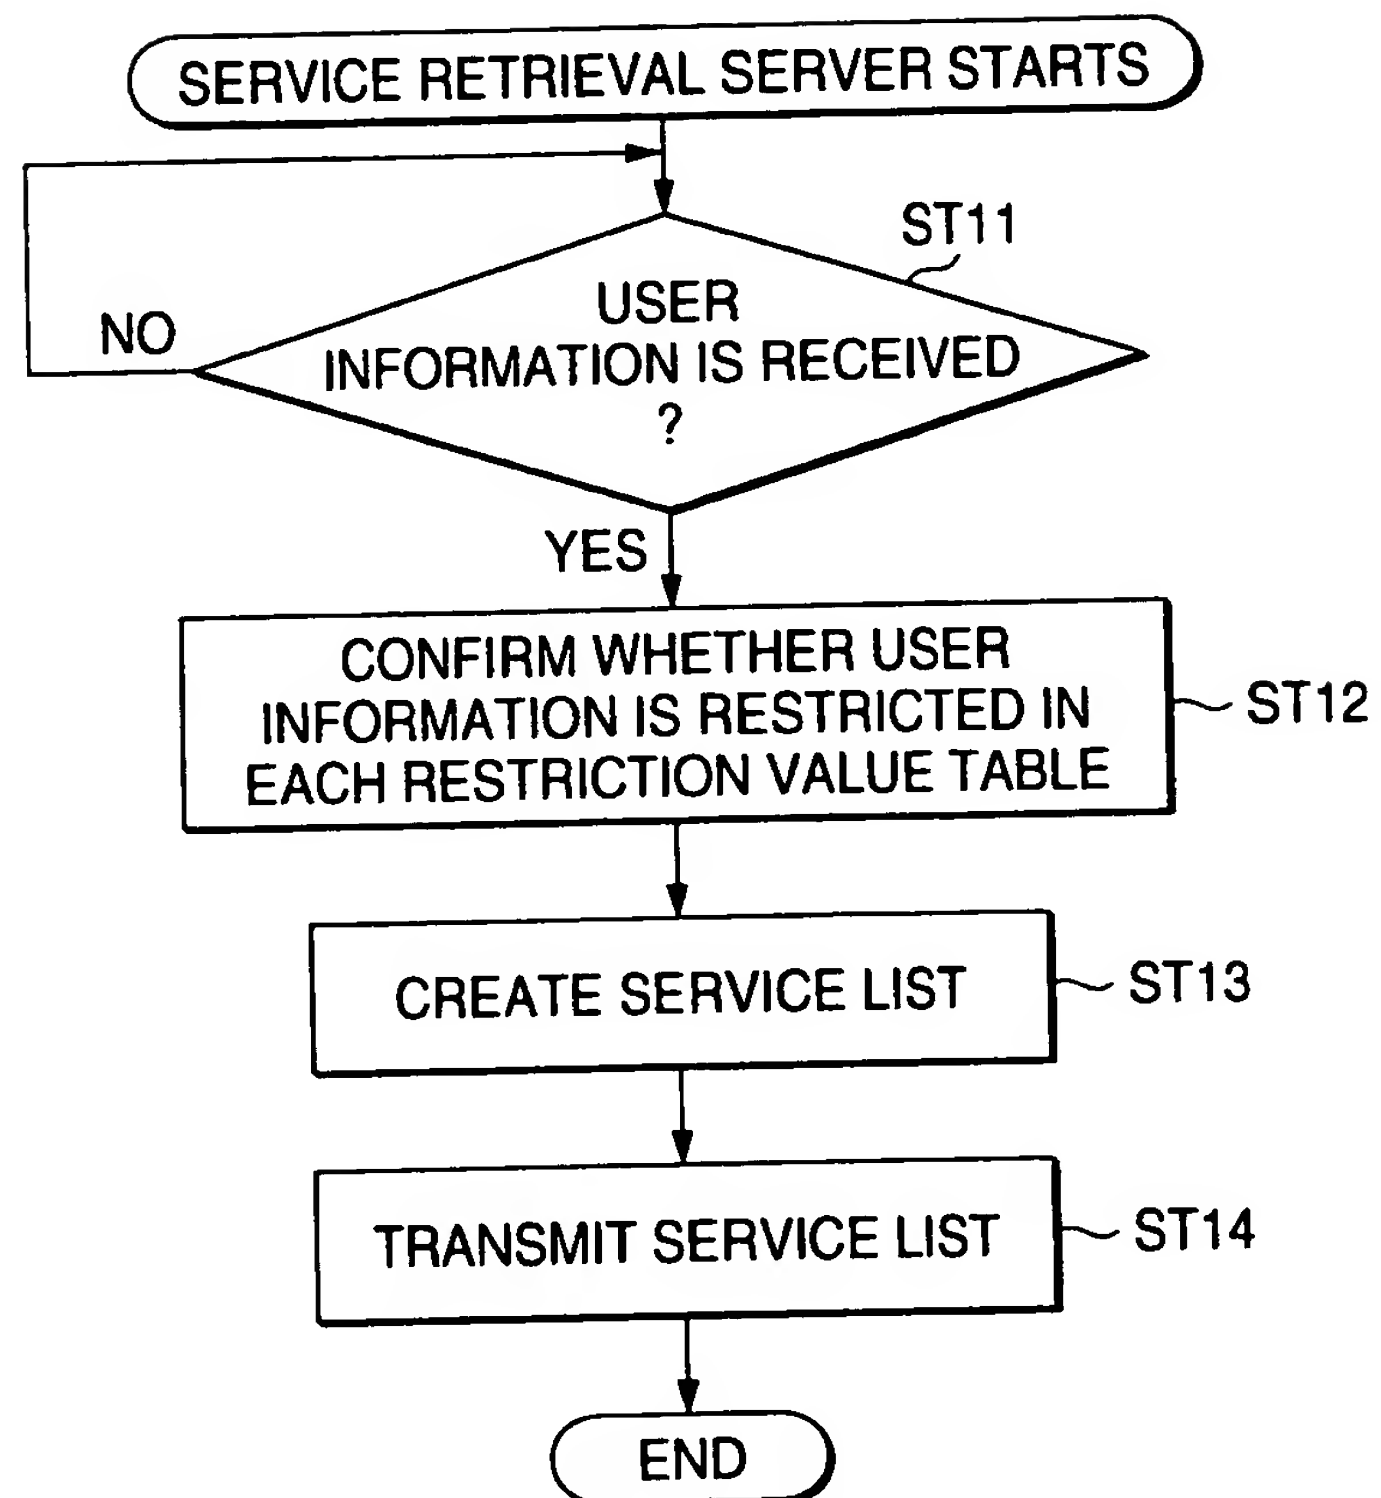 SERVICE RETRIEVAL SERVER STARTS
ST11
USER
INFORMATION IS RECEIVED
?
NO
YES
CONFIRM WHETHER USER
INFORMATION IS RESTRICTED IN
EACH RESTRICTION VALUE TABLE
ST12
CREATE SERVICE LIST
ST13
TRANSMIT SERVICE LIST
ST14
END